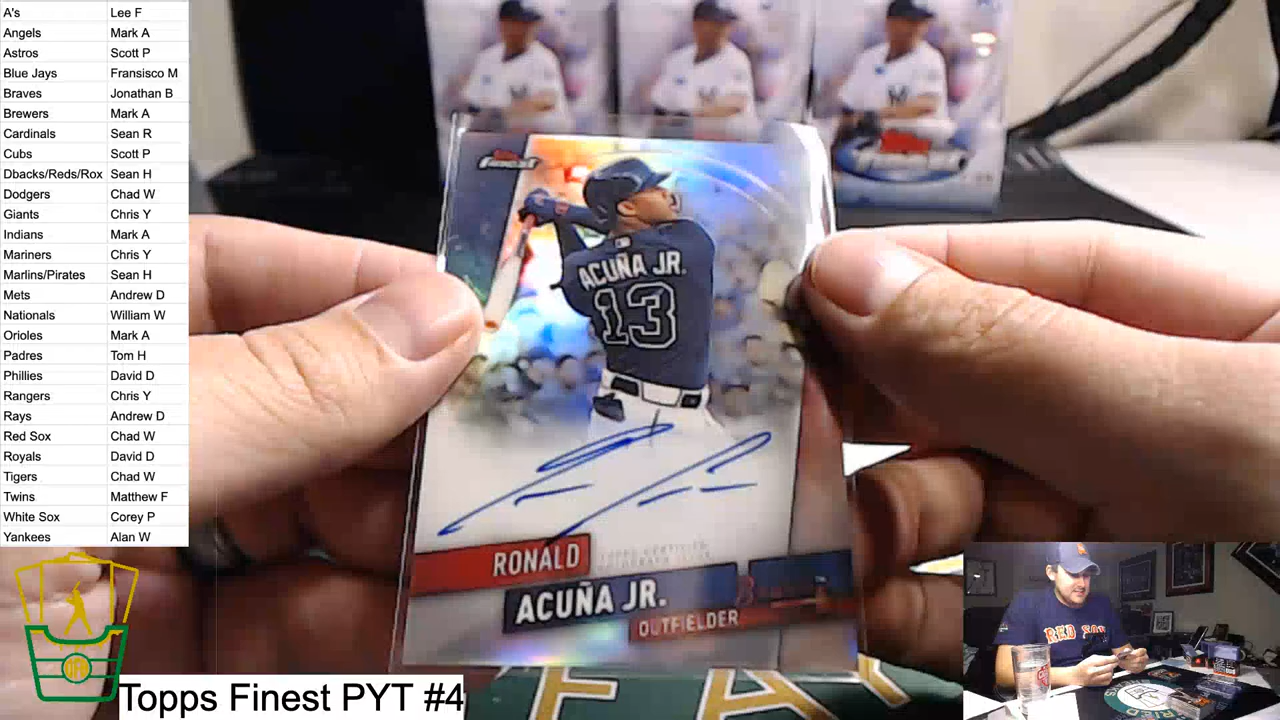 A's Lee F
Angels Mark A
Astros Scott P
Blue Jays Fransisco M
Braves Jonathan B
Brewers Mark A
Cardinals Sean R
Cubs Scott P
Dbacks/Reds/Rox Sean H
Dodgers Chad W
Giants Chris Y
Indians Mark A
Mariners Chris Y
Marlins/Pirates Sean H
Mets Andrew D
Nationals William W
Orioles Mark A
Padres Tom H
Phillies David D
Rangers Chris Y
Rays Andrew D
Red Sox Chad W
Royals David D
Tigers Chad W
Twins Matthew F
White Sox Corey P
Yankees Alan W
Finest
ACUÑA JR.
13
RONALD
ACUÑA JR.
OUTFIELDER
RED SOX
Topps Finest PYT #4